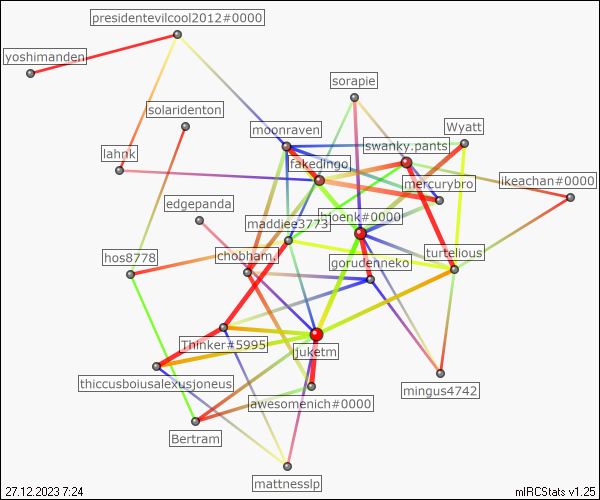 presidentevilcool2012#0000
yoshimanden
sorapie
solaridenton
moonraven
Wyatt
swanky.pants
lahnk
fakedingo
mercurybro
ikeachan#0000
edgepanda
boenk#0000
maddiee3773
hos8778
chobham.
turtelious
gorudenneko
Thinker#5995
juketm
thiccusboiusalexusjoneus
mingus4742
awesomenich#0000
Bertram
mattnesslp
27.12.2023 7:24
mIRCStats v1.25